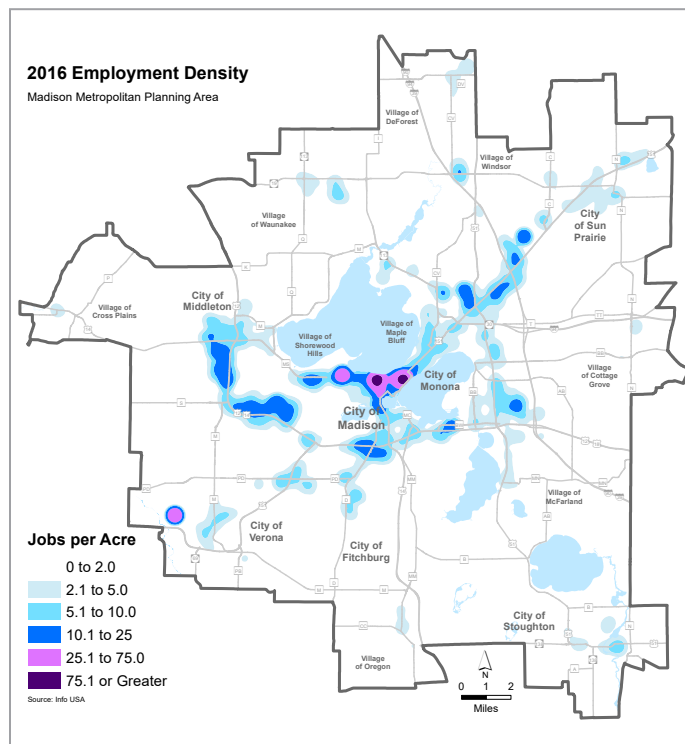 2016 Employment Density
Madison Metropolitan Planning Area
Village of
DeForest
Village of
Windsor
Village
of Waunakee
City
of Sun
Prairie
Village of
Cross Plains
City of
Middleton
Village of
Shorewood
Hills
Village of
Maple
Bluff
City of
Monona
Village
of Cottage
Grove
City of
Madison
Village
of McFarland
City of
Verona
City of
Fitchburg
City of
Stoughton
Village
of Oregon
Jobs per Acre
0 to 2.0
2.1 to 5.0
5.1 to 10.0
10.1 to 25
25.1 to 75.0
75.1 or Greater
Source: Info USA
N
0 1 2
Miles